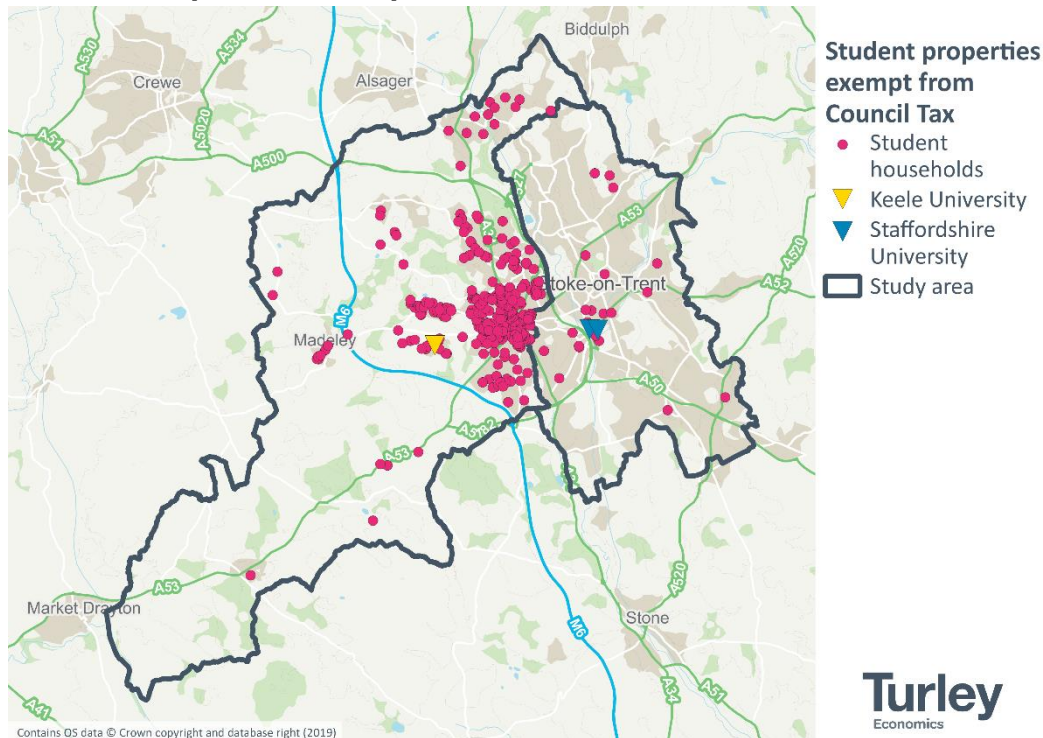 Biddulph
A530
A534
Crewe
Alsager
A51
A5020
A500
A53
A520
Stoke-on-Trent
A52
M6
Madeley
A50
A53
A53
Market Drayton
A520
Stone
M6
A34
A51
A41
Contains OS data © Crown copyright and database right (2019)
Student properties
exempt from
Council Tax
Student
households
Keele University
Staffordshire
University
Study area
Turley
Economics